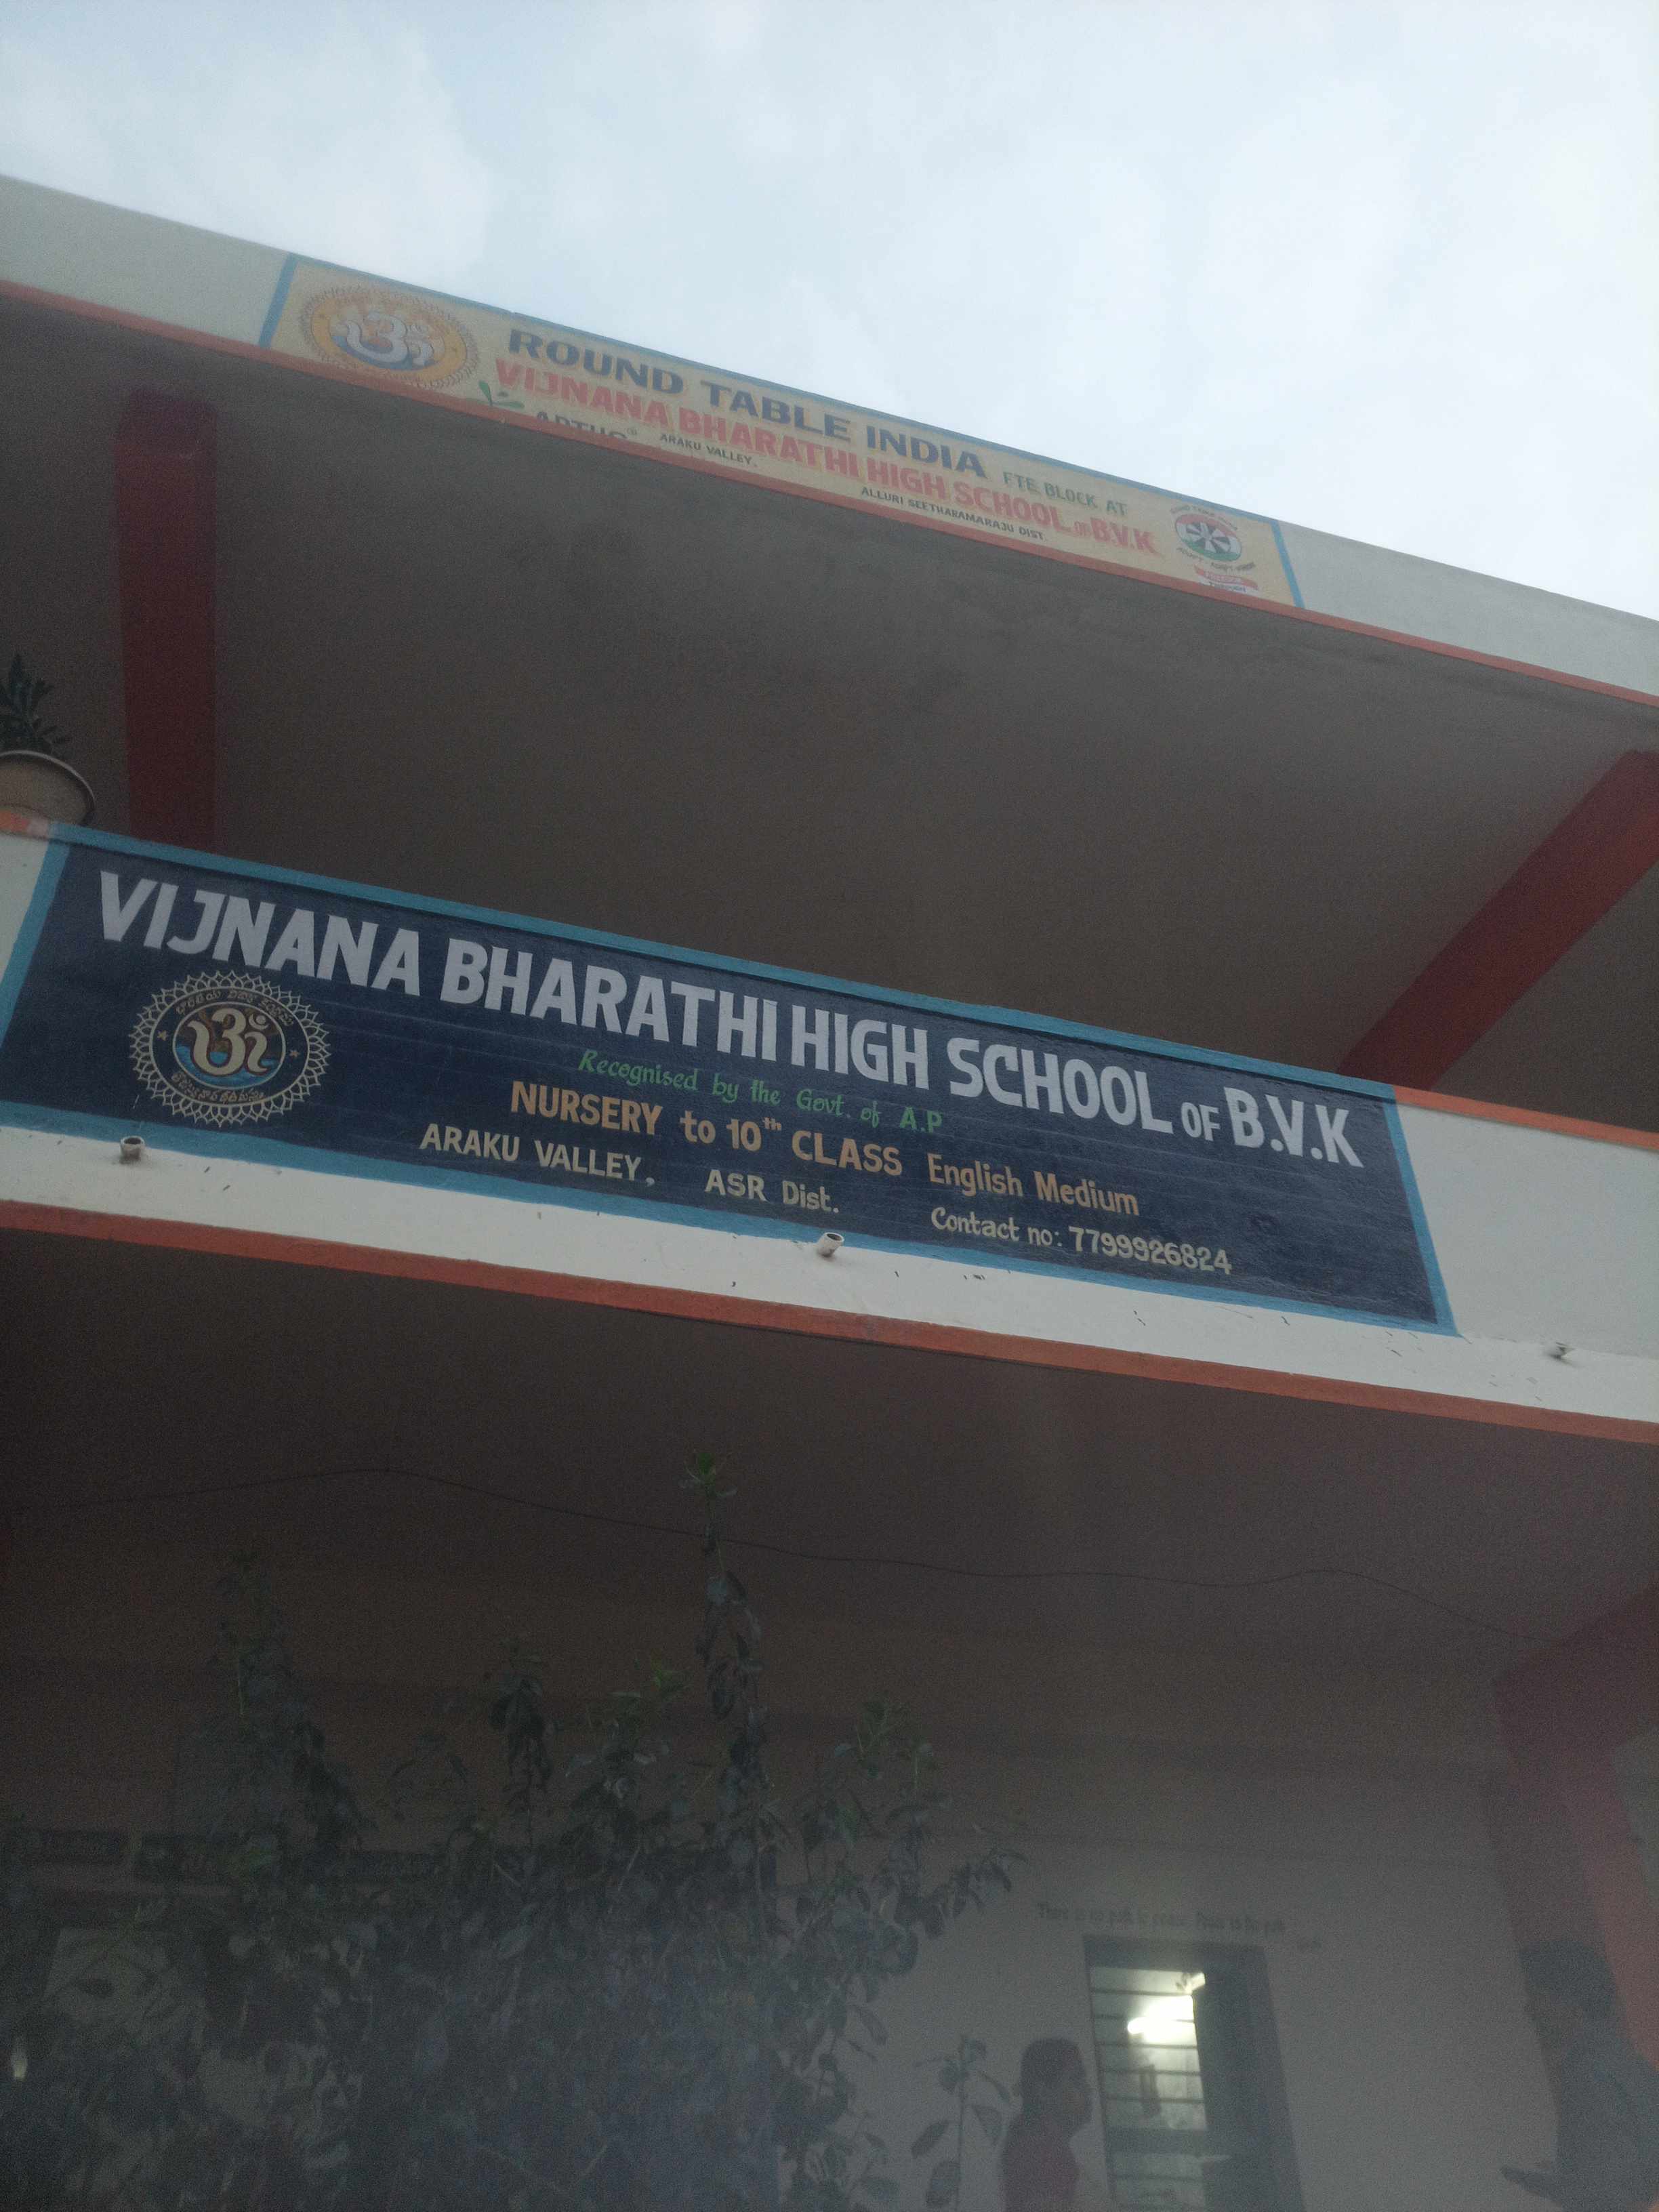 ROUND TABLE INDIA FTE BLOCK AT
VIJNANA BHARATHI HIGH SCHOOL OF B.V.K
ARAKU VALLEY,
ALLURI SEETHARAMARAJU DIST.
VIJNANA BHARATHI HIGH SCHOOL OF B.V.K
Recognised by the Govt. of A.P
NURSERY to 10th CLASS English Medium
ARAKU VALLEY, ASR Dist.
Contact no: 7799926824